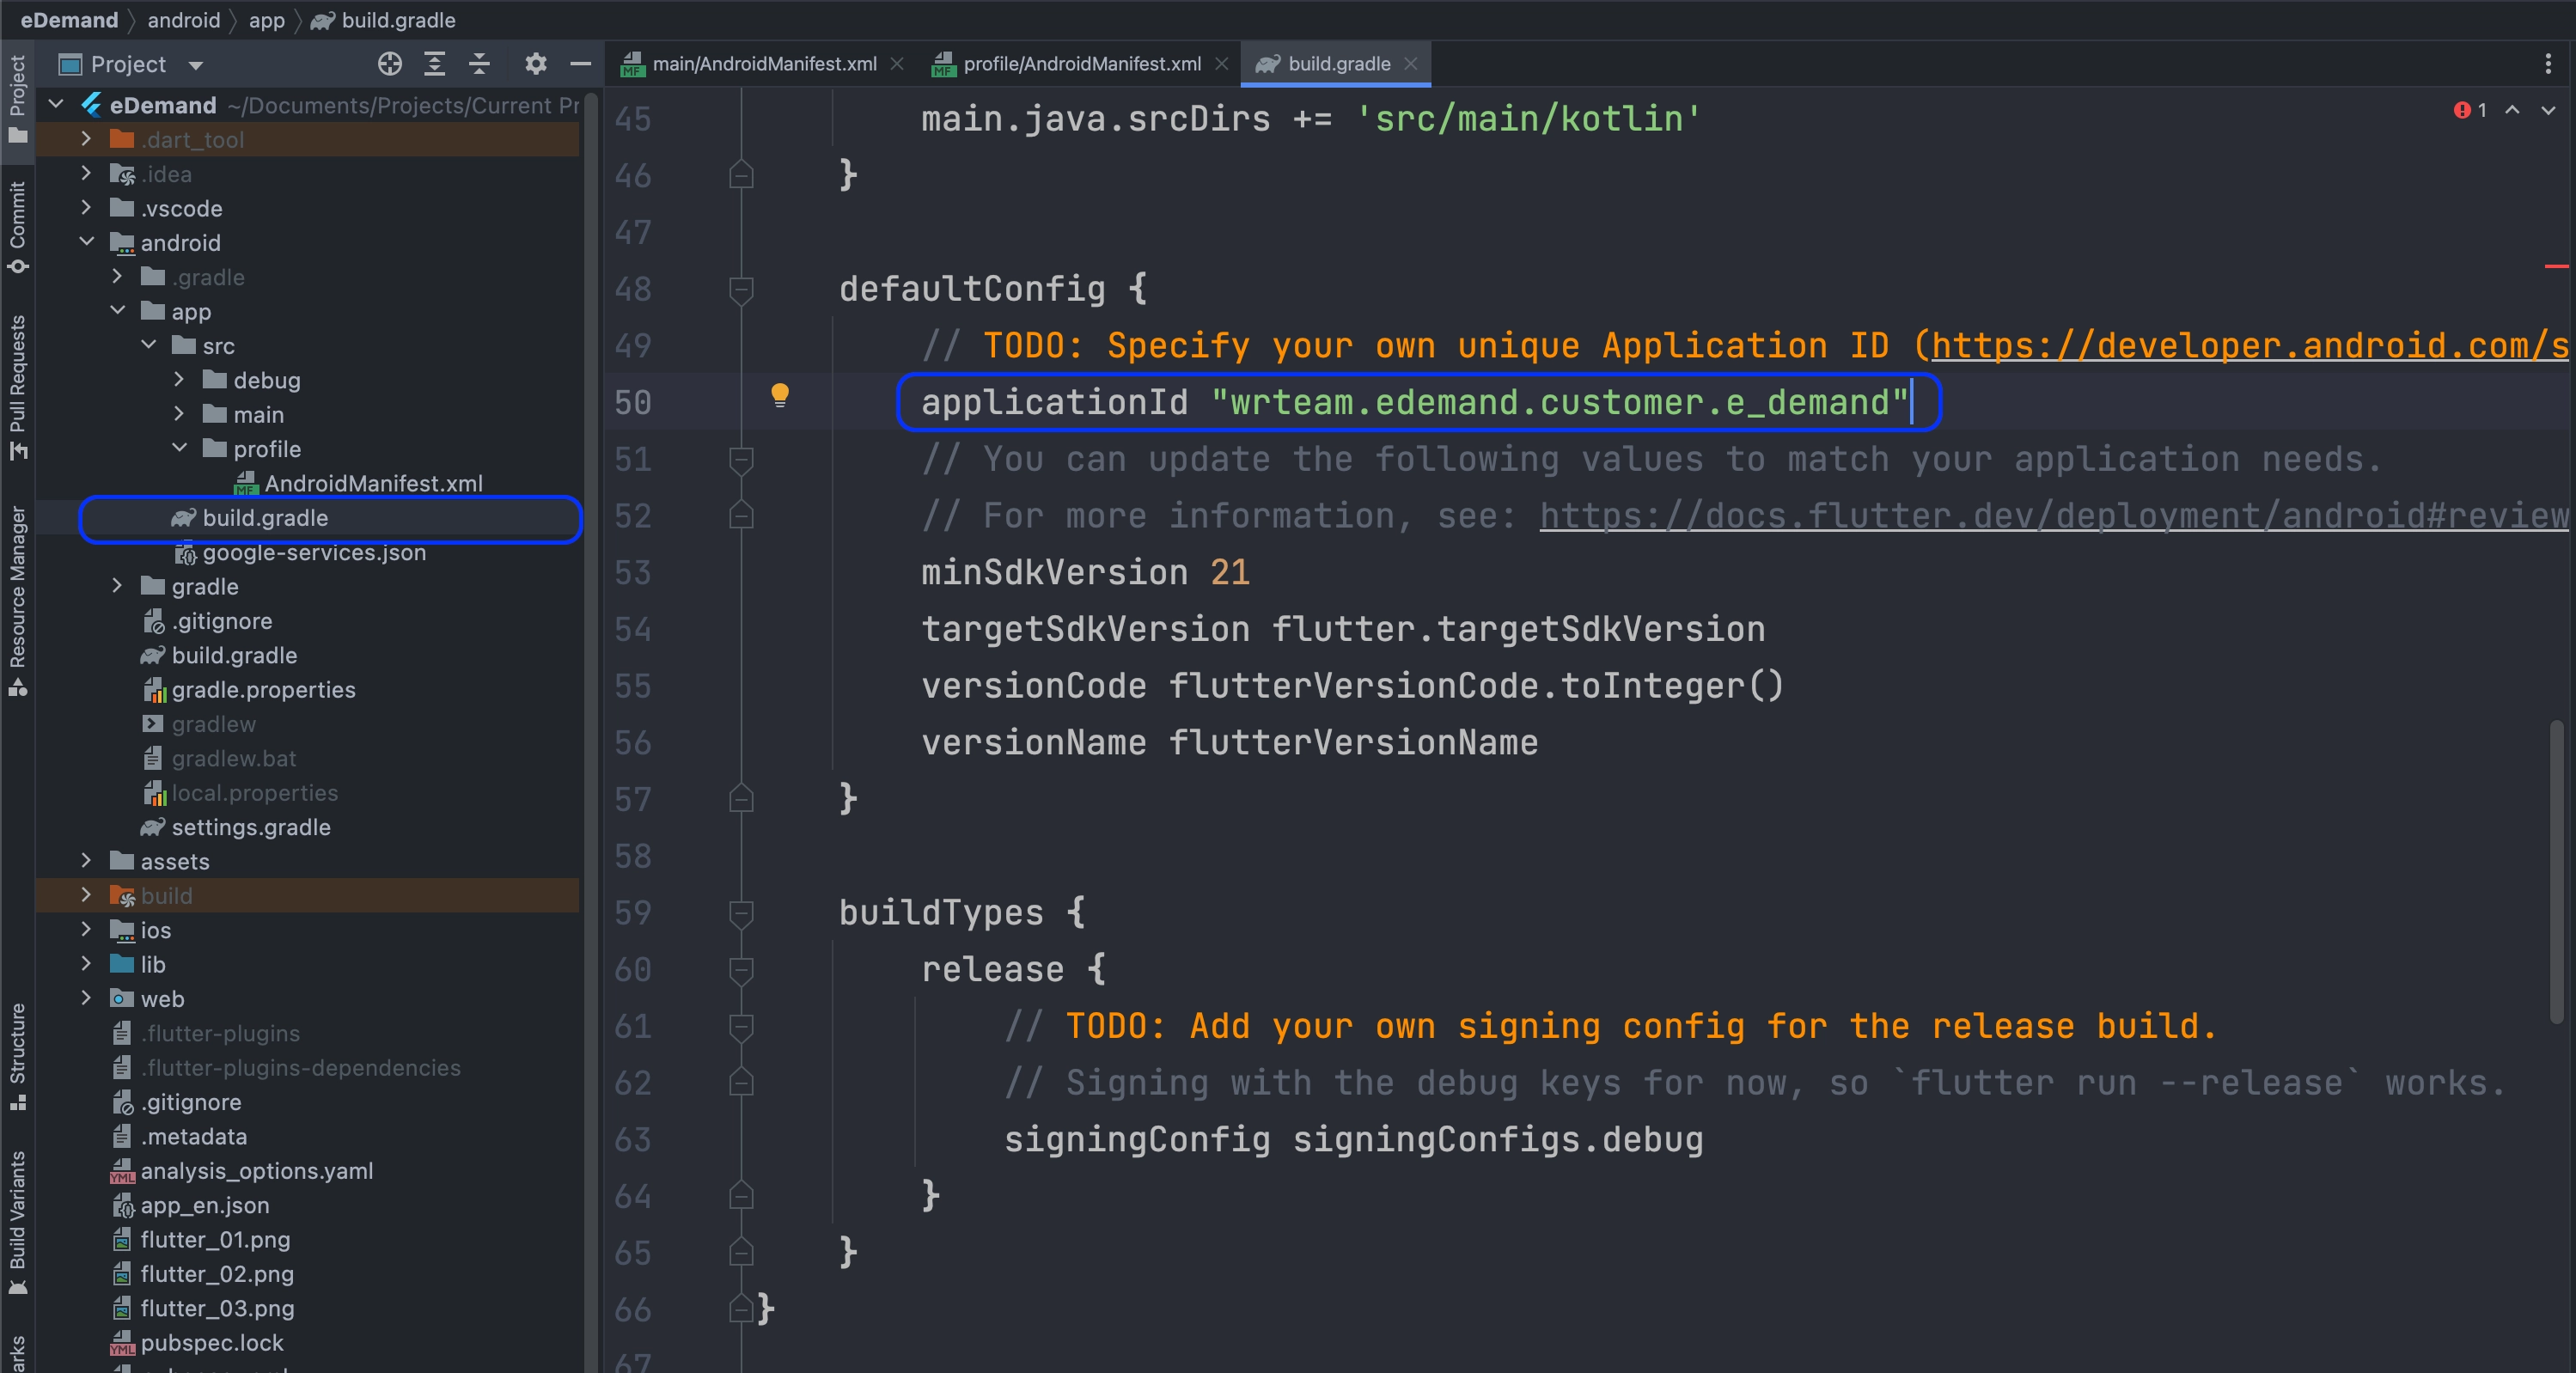 eDemand android app build.gradle
Project
main/AndroidManifest.xml profile/AndroidManifest.xml build.gradle
Project
Commit
Pull Requests
Resource Manager
Structure
Build Variants
eDemand ~/Documents/Projects/Current Pr
.dart_tool
.idea
.vscode
android
.gradle
app
src
debug
main
profile
MF AndroidManifest.xml
build.gradle
google-services.json
gradle
.gitignore
build.gradle
gradle.properties
gradlew
gradlew.bat
local.properties
settings.gradle
assets
build
ios
lib
web
.flutter-plugins
.flutter-plugins-dependencies
.gitignore
.metadata
analysis_options.yaml
app_en.json
flutter_01.png
flutter_02.png
flutter_03.png
pubspec.lock
1
45 main.java.srcDirs += 'src/main/kotlin'
46 }
47
48 defaultConfig {
49 // TODO: Specify your own unique Application ID (https://developer.android.com/s
50 applicationId "wrteam.edemand.customer.e_demand"
51 // You can update the following values to match your application needs.
52 // For more information, see: https://docs.flutter.dev/deployment/android#review
53 minSdkVersion 21
54 targetSdkVersion flutter.targetSdkVersion
55 versionCode flutterVersionCode.toInteger()
56 versionName flutterVersionName
57 }
58
59 buildTypes {
60 release {
61 // TODO: Add your own signing config for the release build.
62 // Signing with the debug keys for now, so `flutter run --release` works.
63 signingConfig signingConfigs.debug
64 }
65 }
66 }
67